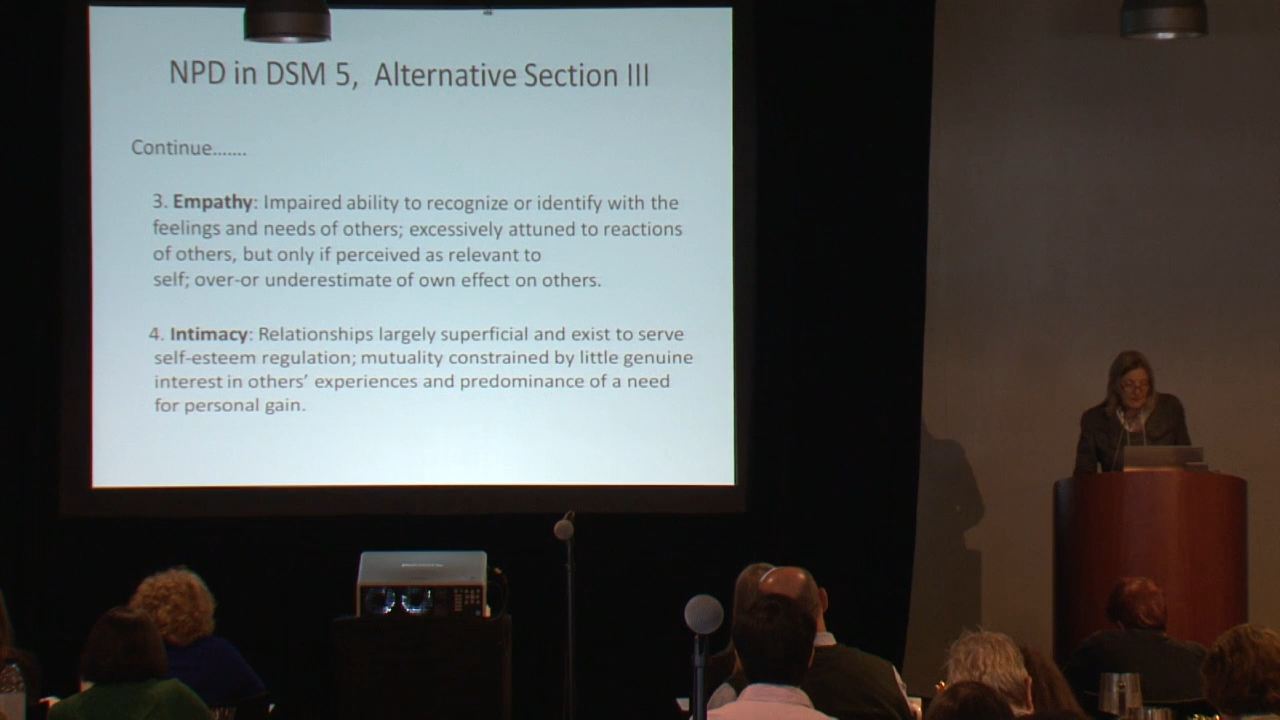 NPD in DSM 5, Alternative Section III
Continue.......
3. Empathy: Impaired ability to recognize or identify with the
feelings and needs of others; excessively attuned to reactions
of others, but only if perceived as relevant to
self; over-or underestimate of own effect on others.
4. Intimacy: Relationships largely superficial and exist to serve
self-esteem regulation; mutuality constrained by little genuine
interest in others’ experiences and predominance of a need
for personal gain.